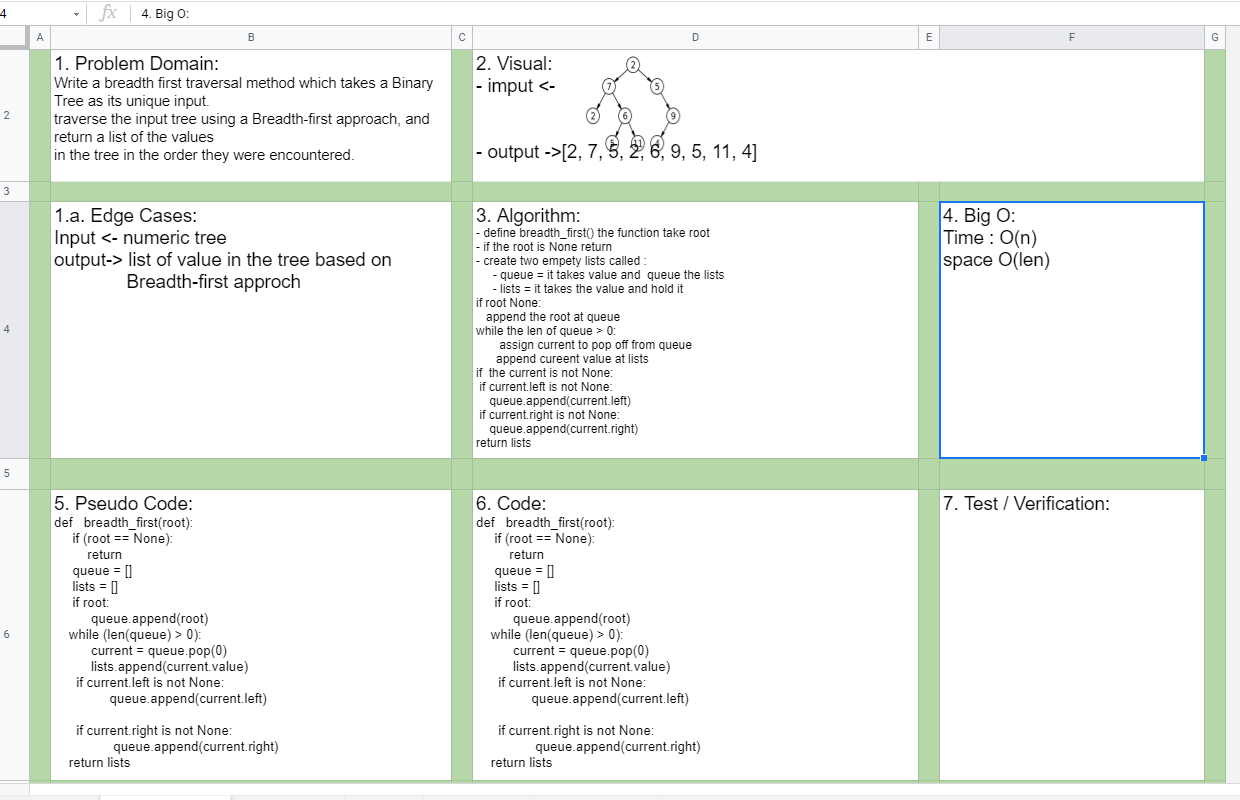 4
fx
4. Big O:
A B C D E F G
2
1. Problem Domain:
Write a breadth first traversal method which takes a Binary
Tree as its unique input.
traverse the input tree using a Breadth-first approach, and
return a list of the values
in the tree in the order they were encountered.
2. Visual:
- imput <-
2
7 5
2 6 9
5 11 4
- output ->[2, 7, 5, 2, 6, 9, 5, 11, 4]
3
4
1.a. Edge Cases:
Input <- numeric tree
output-> list of value in the tree based on
Breadth-first approch
3. Algorithm:
- define breadth_first() the function take root
- if the root is None return
- create two empety lists called :
- queue = it takes value and queue the lists
- lists = it takes the value and hold it
if root None:
append the root at queue
while the len of queue > 0:
assign current to pop off from queue
append cureent value at lists
if the current is not None:
if current.left is not None:
queue.append(current.left)
if current.right is not None:
queue.append(current.right)
return lists
4. Big O:
Time : O(n)
space O(len)
5
6
5. Pseudo Code:
def breadth_first(root):
if (root == None):
return
queue = []
lists = []
if root:
queue.append(root)
while (len(queue) > 0):
current = queue.pop(0)
lists.append(current.value)
if current.left is not None:
queue.append(current.left)
if current.right is not None:
queue.append(current.right)
return lists
6. Code:
def breadth_first(root):
if (root == None):
return
queue = []
lists = []
if root:
queue.append(root)
while (len(queue) > 0):
current = queue.pop(0)
lists.append(current.value)
if current.left is not None:
queue.append(current.left)
if current.right is not None:
queue.append(current.right)
return lists
7. Test / Verification: